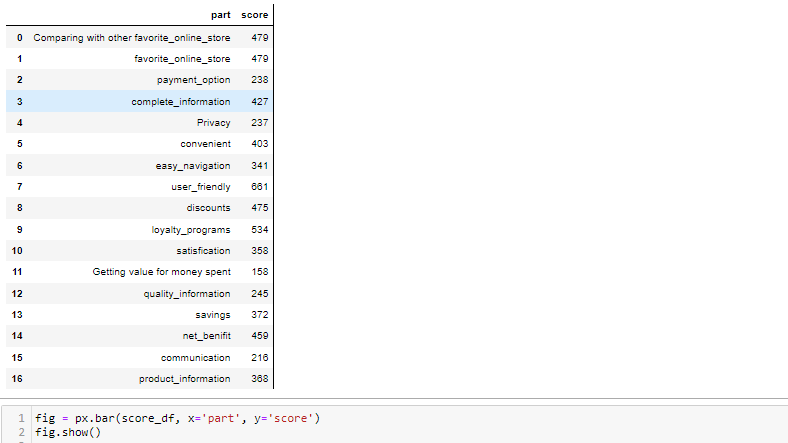 part score
0 Comparing with other favorite_online_store 479
1 favorite_online_store 479
2 payment_option 238
3 complete_information 427
4 Privacy 237
5 convenient 403
6 easy_navigation 341
7 user_friendly 661
8 discounts 475
9 loyalty_programs 534
10 satisfication 358
11 Getting value for money spent 158
12 quality_information 245
13 savings 372
14 net_benifit 459
15 communication 216
16 product_information 368
1 fig = px.bar(score_df, x='part', y='score')
2 fig.show()